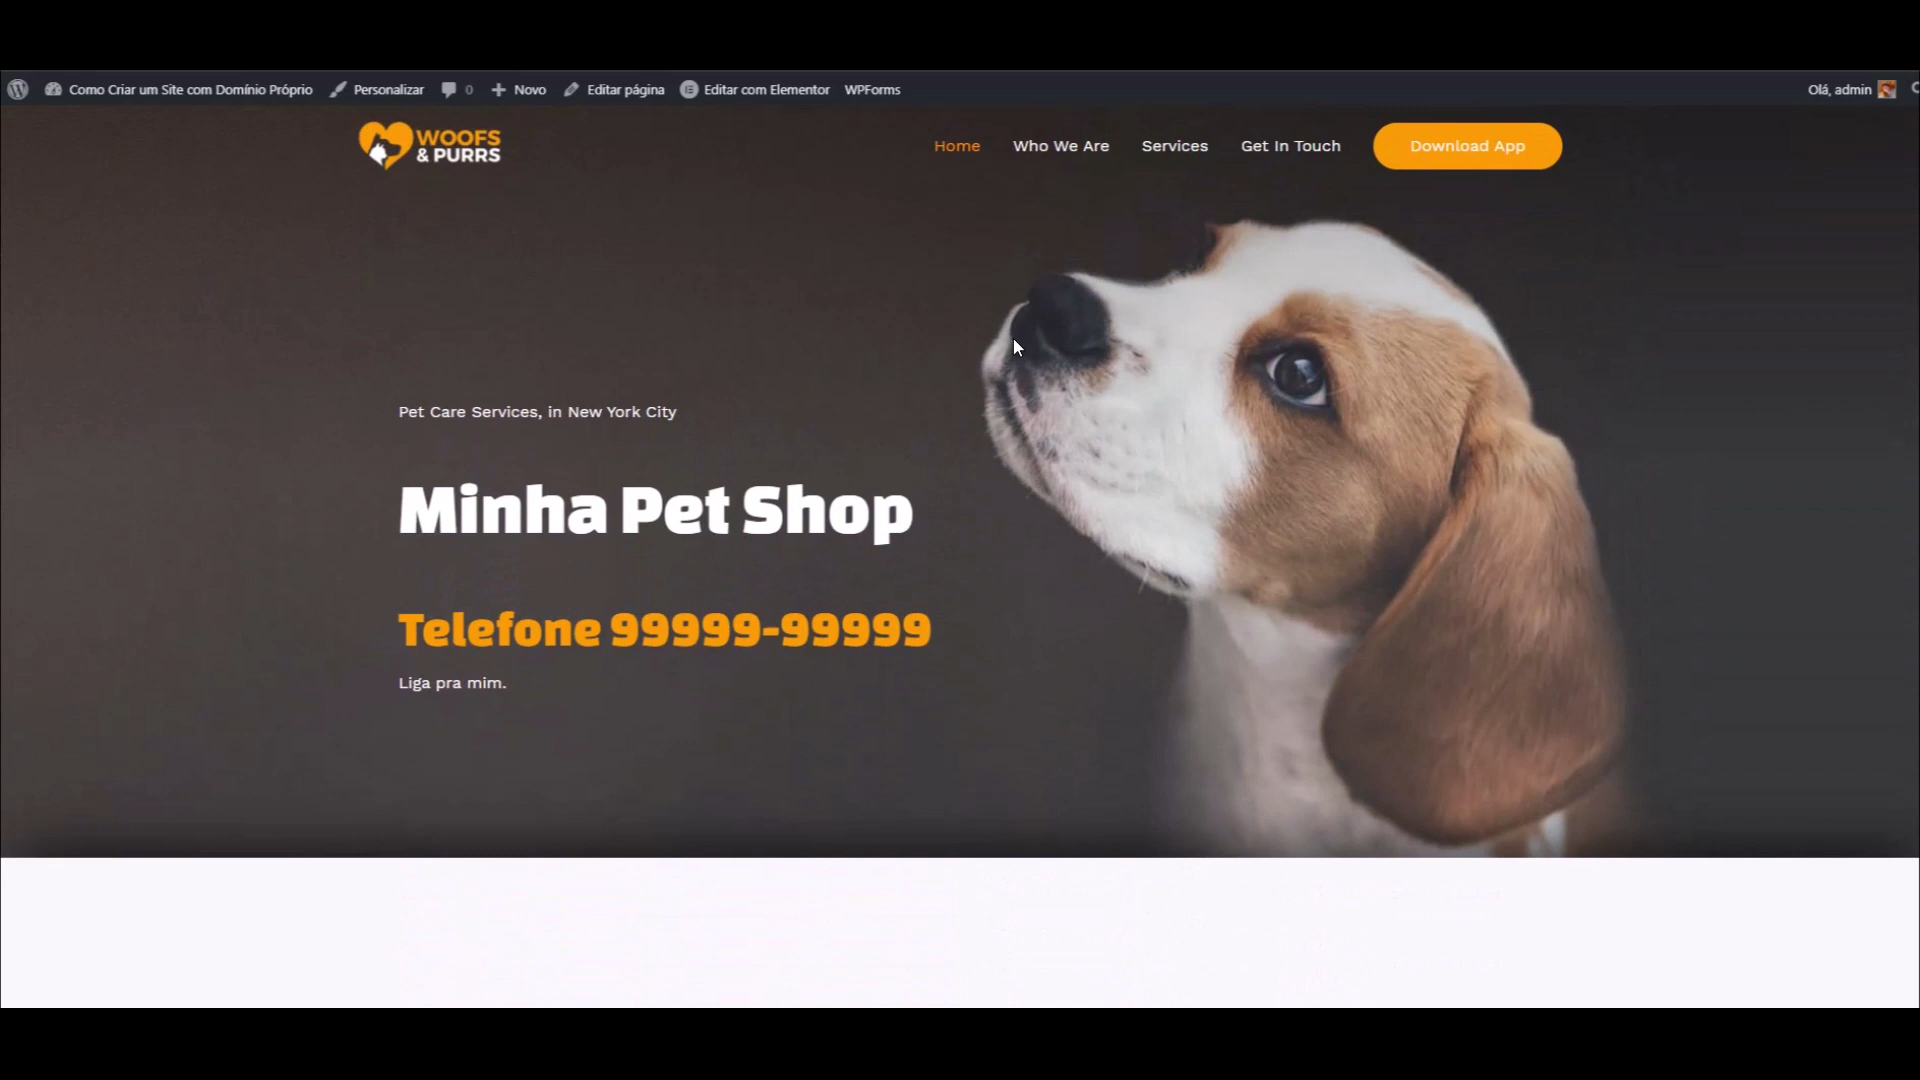 Como Criar um Site com Domínio Próprio Personalizar 0 Novo Editar página Editar com Elementor WPForms Olá, admin
WOOFS
& PURRS
Home Who We Are Services Get In Touch Download App
Pet Care Services, in New York City
Minha Pet Shop
Telefone 99999-99999
Liga pra mim.